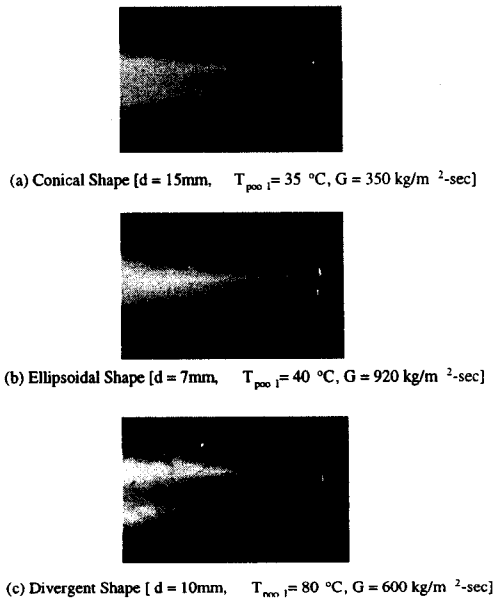 (a) Conical Shape [d = 15mm, T_pool = 35 °C, G = 350 kg/m ²-sec]
(b) Ellipsoidal Shape [d = 7mm, T_pool = 40 °C, G = 920 kg/m ²-sec]
(c) Divergent Shape [ d = 10mm, T_pool = 80 °C, G = 600 kg/m ²-sec]